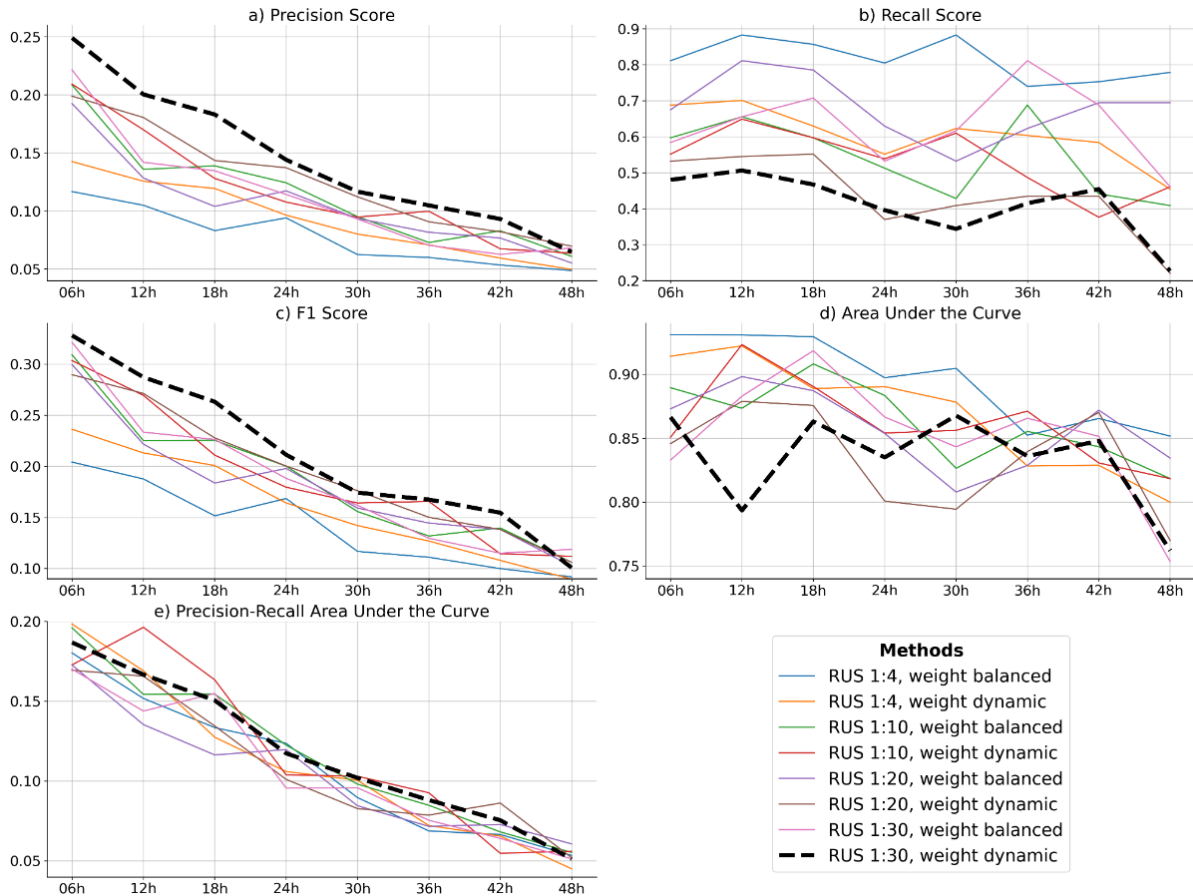 a) Precision Score
0.25
0.20
0.15
0.10
0.05
06h 12h 18h 24h 30h 36h 42h 48h
b) Recall Score
0.9
0.8
0.7
0.6
0.5
0.4
0.3
0.2
06h 12h 18h 24h 30h 36h 42h 48h
c) F1 Score
0.30
0.25
0.20
0.15
0.10
06h 12h 18h 24h 30h 36h 42h 48h
d) Area Under the Curve
0.90
0.85
0.80
0.75
06h 12h 18h 24h 30h 36h 42h 48h
e) Precision-Recall Area Under the Curve
0.20
0.15
0.10
0.05
06h 12h 18h 24h 30h 36h 42h 48h
Methods
RUS 1:4, weight balanced
RUS 1:4, weight dynamic
RUS 1:10, weight balanced
RUS 1:10, weight dynamic
RUS 1:20, weight balanced
RUS 1:20, weight dynamic
RUS 1:30, weight balanced
RUS 1:30, weight dynamic